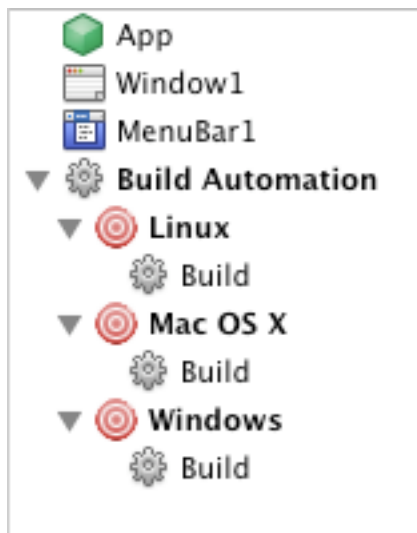 App
Window1
MenuBar1
Build Automation
Linux
Build
Mac OS X
Build
Windows
Build